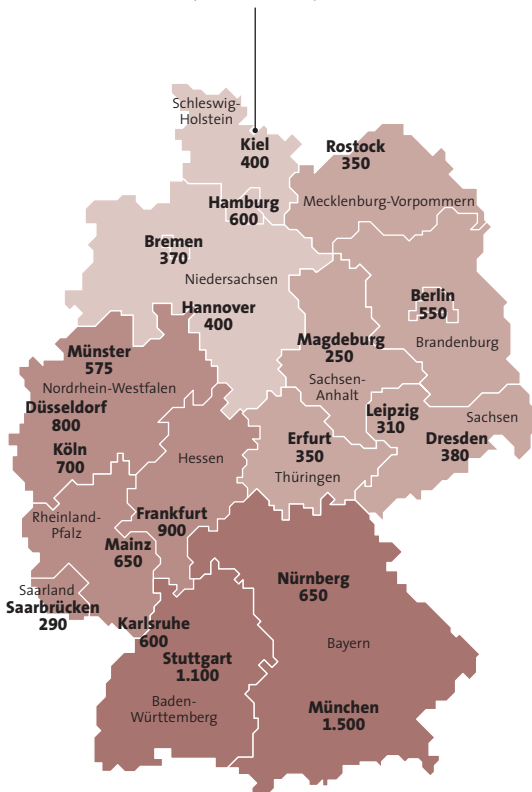 Schleswig-
Holstein
Kiel
400
Rostock
350
Mecklenburg-Vorpommern
Hamburg
600
Bremen
370
Niedersachsen
Hannover
400
Berlin
550
Brandenburg
Magdeburg
250
Sachsen-
Anhalt
Münster
575
Nordrhein-Westfalen
Düsseldorf
800
Köln
700
Leipzig
310
Sachsen
Dresden
380
Erfurt
350
Thüringen
Hessen
Frankfurt
900
Rheinland-
Pfalz
Mainz
650
Saarland
Saarbrücken
290
Nürnberg
650
Karlsruhe
600
Stuttgart
1.100
Bayern
Baden-
Württemberg
München
1.500